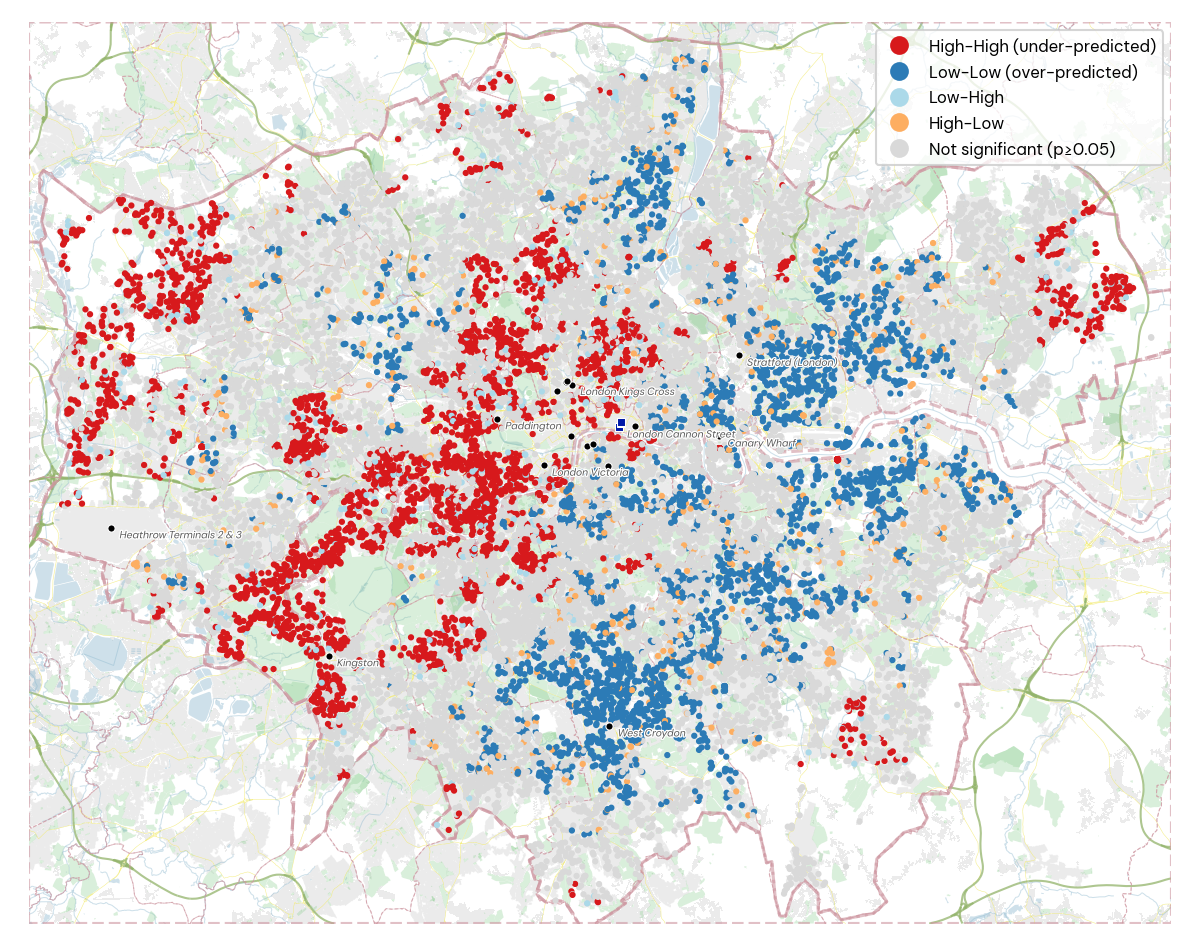 High-High (under-predicted)
Low-Low (over-predicted)
Low-High
High-Low
Not significant (p≥0.05)
Stratford (London)
London Kings Cross
Paddington
London Cannon Street
Canary Wharf
London Victoria
Heathrow Terminals 2 & 3
Kingston
West Croydon